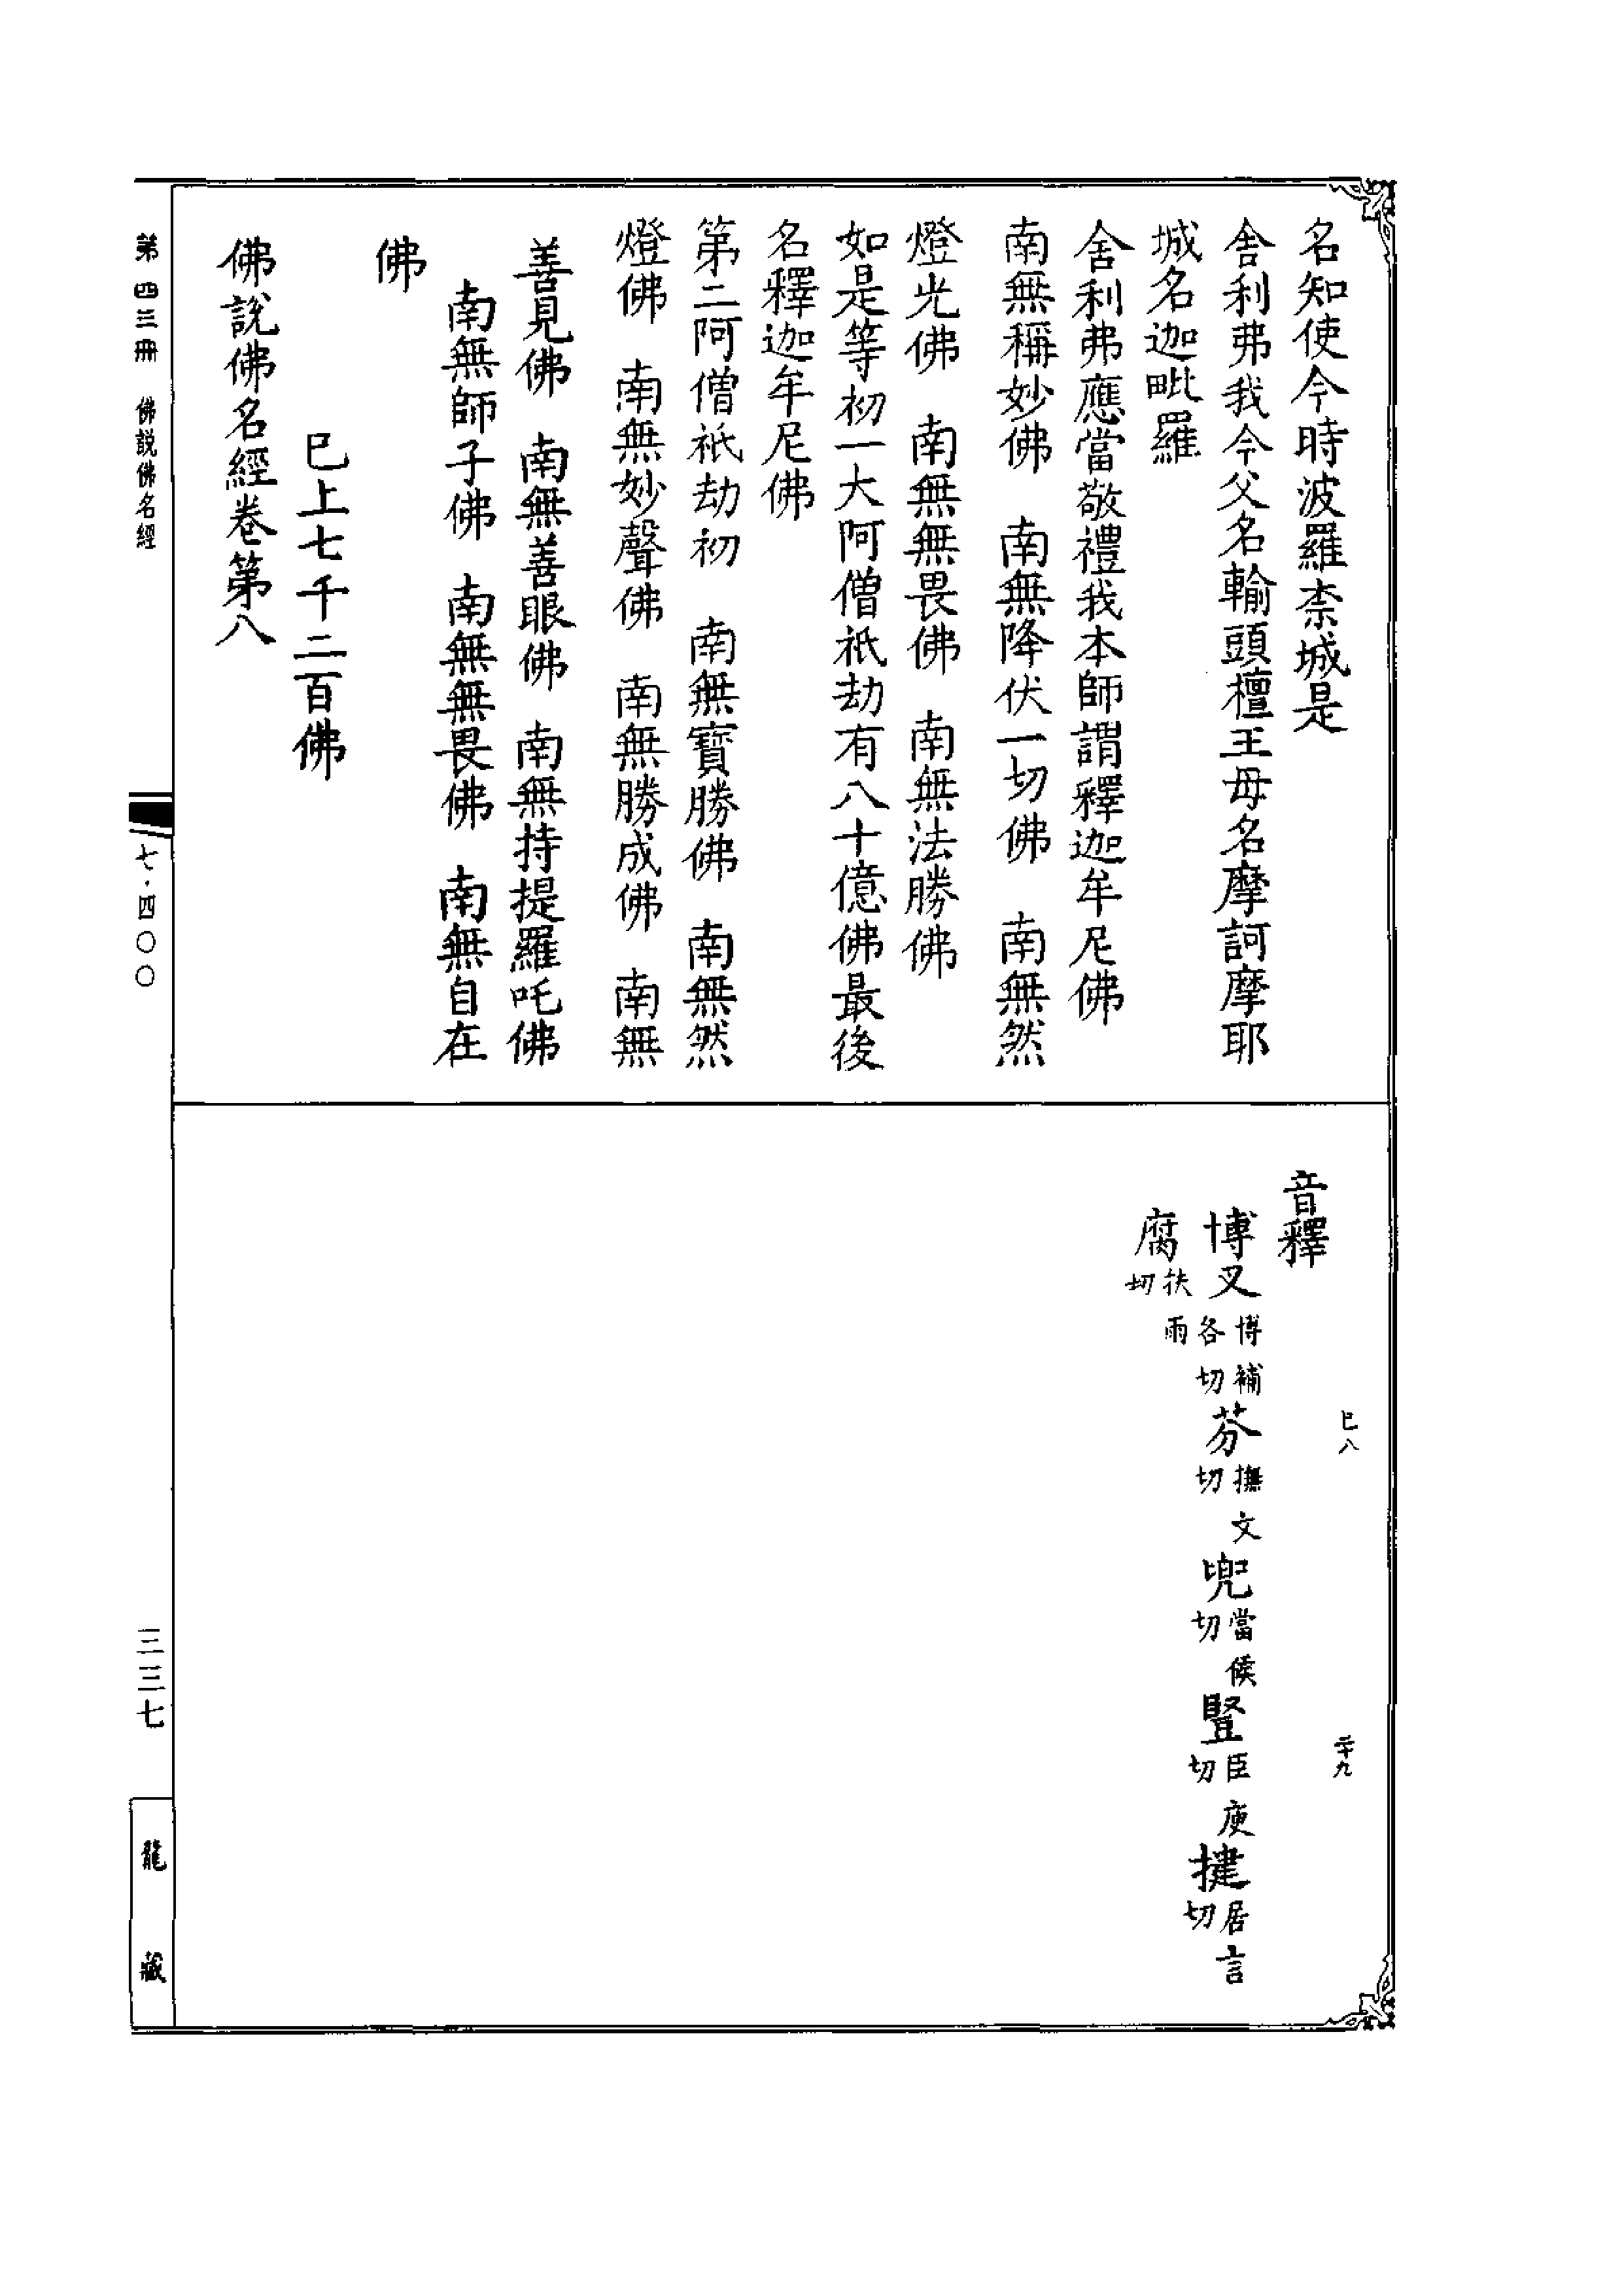 名知使今時波羅柰城是
舍利弗我今父名輸頭檀王母名摩訶摩耶
城名迦毗羅
舍利弗應當敬禮我本師謂釋迦牟尼佛
南無稱妙佛　南無降伏一切佛　南無然
燈光佛　南無無畏佛　南無法勝佛
如是等初一大阿僧祇劫有八十億佛最後
名釋迦牟尼佛
第二阿僧祇劫初　南無寶勝佛　南無然
燈佛　南無妙聲佛　南無勝成佛　南無
善見佛　南無善眼佛　南無持提羅吒佛
南無師子佛　南無無畏佛　南無自在
佛
已上七千二百佛
佛說佛名經卷第八
音釋
博叉博補各切芬撫文切兜當侯切豎臣庾切揵居言切
腐扶雨切
已八
二十九
第四三冊　佛說佛名經
七・四〇〇
三三七
龍藏